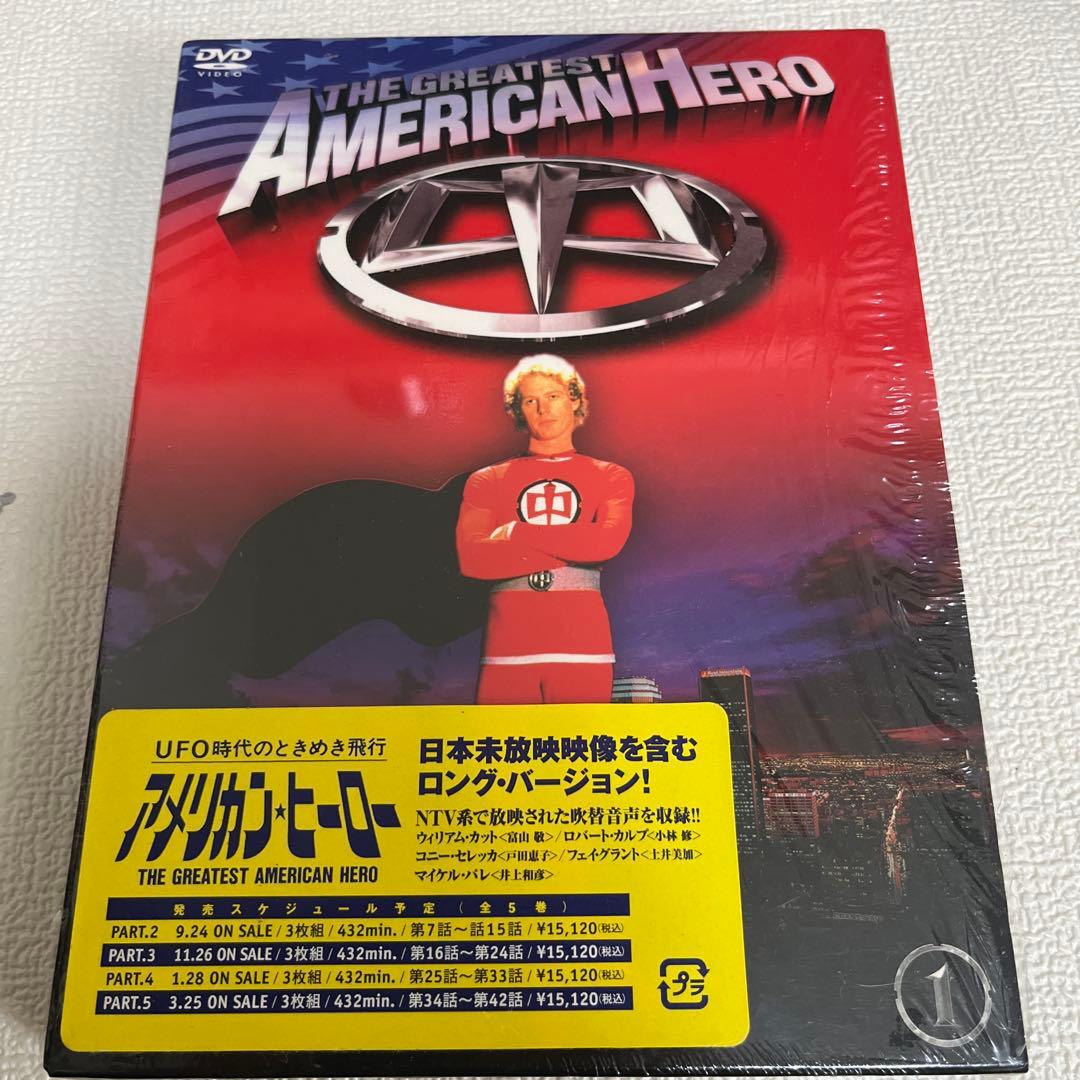 DVD
VIDEO
THE GREATEST
AMERICANHERO
中
UFO時代のときめき飛行
アメリカン★ヒーロー
THE GREATEST AMERICAN HERO
日本未放映映像を含む
ロング・バージョン!
NTV系で放映された吹替音声を収録!!
ウィリアム・カット<富山 敬>/ロバート・カルプ<小林 修>
コニー・セレッカ<戸田恵子>/フェイ・グラント<土井美加>
マイケル・パレ<井上和彦>
発売スケジュール予定(全5巻)
PART.2 9.24 ON SALE/3枚組/432min./第7話〜話15話/¥15,120(税込)
PART.3 11.26 ON SALE/3枚組/432min./第16話〜第24話/¥15,120(税込)
PART.4 1.28 ON SALE/3枚組/432min./第25話〜第33話/¥15,120(税込)
PART.5 3.25 ON SALE/3枚組/432min./第34話〜第42話/¥15,120(税込)
プラ
1